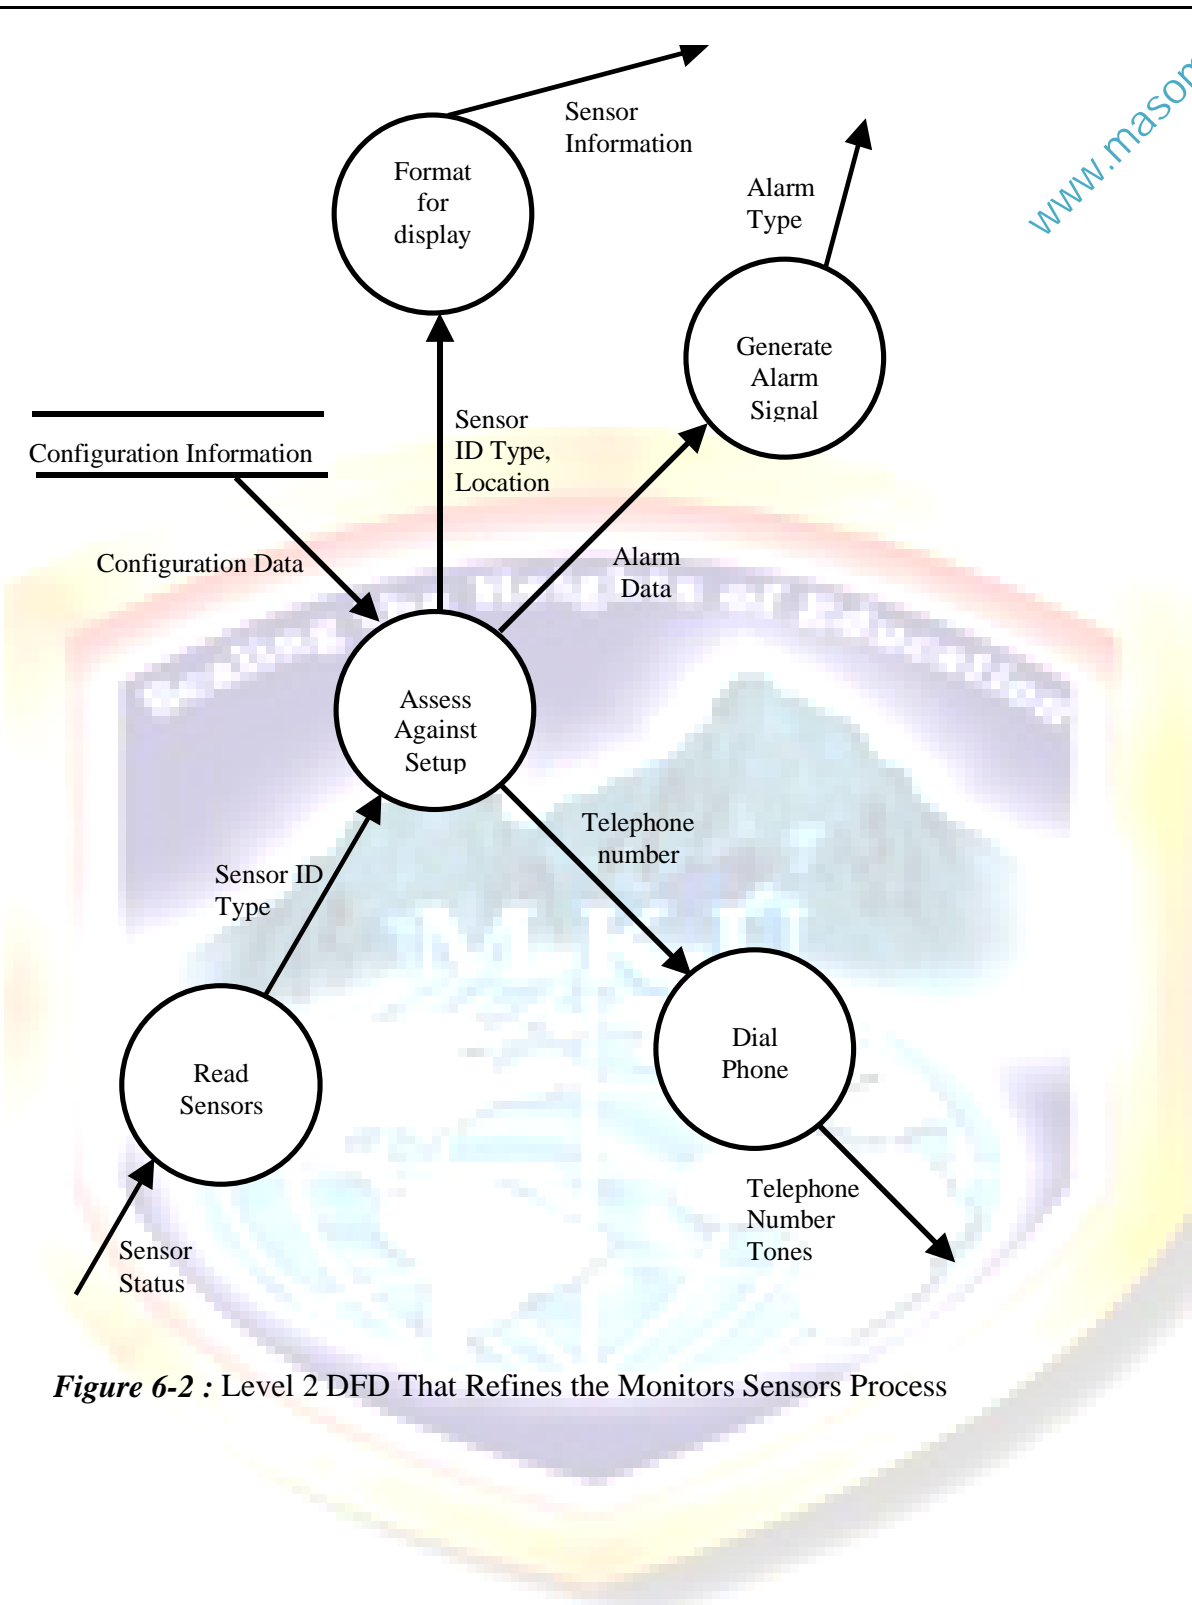 Sensor
Information
www.mason
Format
for
display
Alarm
Type
Generate
Alarm
Signal
Sensor
ID Type,
Location
Configuration Information
Configuration Data
Alarm
Data
Assess
Against
Setup
Telephone
number
Sensor ID
Type
M K U
Dial
Phone
Read
Sensors
Telephone
Number
Tones
Sensor
Status
Figure 6-2 : Level 2 DFD That Refines the Monitors Sensors Process